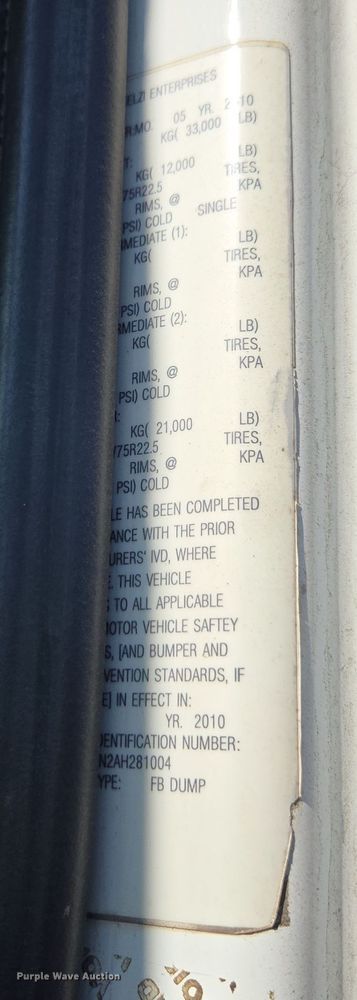 ELZI ENTERPRISES
R.MO. 05 YR. 2010
KG( 33,000 LB)
T:
KG( 12,000 LB)
75R22.5 TIRES,
RIMS, @ KPA
PSI) COLD SINGLE
MEDIATE (1):
KG( LB)
TIRES,
RIMS, @ KPA
PSI) COLD
RMEDIATE (2):
KG( LB)
TIRES,
RIMS, @ KPA
PSI) COLD
:
KG( 21,000 LB)
/75R22.5 TIRES,
RIMS, @ KPA
PSI) COLD
LE HAS BEEN COMPLETED
ANCE WITH THE PRIOR
URERS' IVD, WHERE
E. THIS VEHICLE
S TO ALL APPLICABLE
OTOR VEHICLE SAFTEY
S, [AND BUMPER AND
VENTION STANDARDS, IF
E] IN EFFECT IN:
YR. 2010
DENTIFICATION NUMBER:
N2AH281004
YPE: FB DUMP
Purple Wave Auction